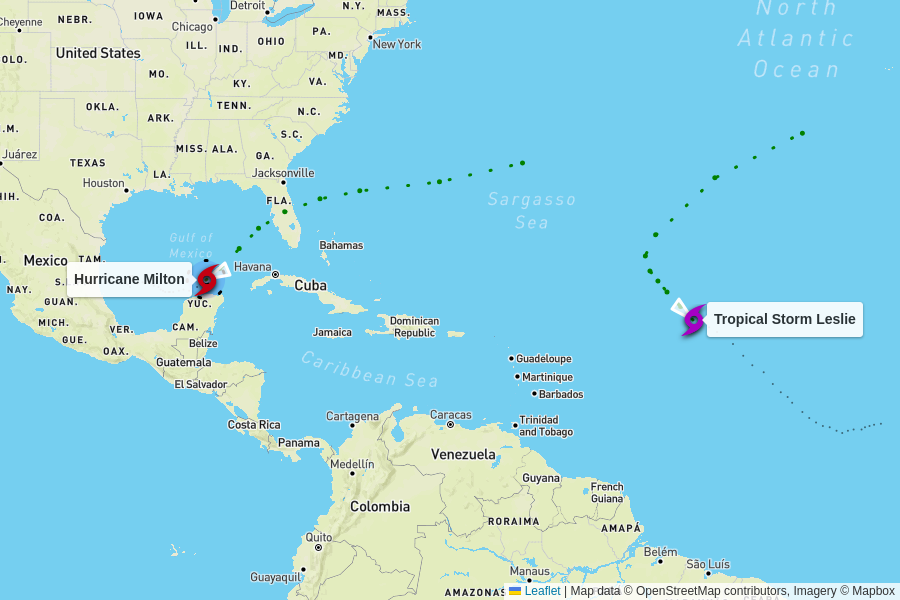 Cheyenne
NEBR.
IOWA
Detroit
N.Y.
MASS.
North
Atlantic
Ocean
Chicago
United States
ILL.
IND.
OHIO
PA.
New York
OLO.
MO.
KY.
MD.
VA.
OKLA.
TENN.
N.C.
ARK.
.M.
S.C.
Juárez
TEXAS
MISS.
ALA.
GA.
LA.
Houston
Jacksonville
HIH.
FLA.
Sargasso
Sea
COA.
Gulf of
Mexico
Bahamas
Mexico
TAM.
Havana
Hurricane Milton
S.
NAY.
GUAN.
Cuba
YUC.
Tropical Storm Leslie
MICH.
VER.
CAM.
Dominican
Republic
Jamaica
GUE.
OAX.
Belize
Guatemala
Caribbean Sea
Guadeloupe
Martinique
El Salvador
Barbados
Costa Rica
Cartagena
Caracas
Trinidad
and Tobago
Panama
Venezuela
Medellín
Guyana
French
Guiana
Colombia
RORAIMA
AMAPÁ
Quito
Belém
São Luís
Guayaquil
Manaus
AMAZONAS
Leaflet | Map data © OpenStreetMap contributors, Imagery © Mapbox